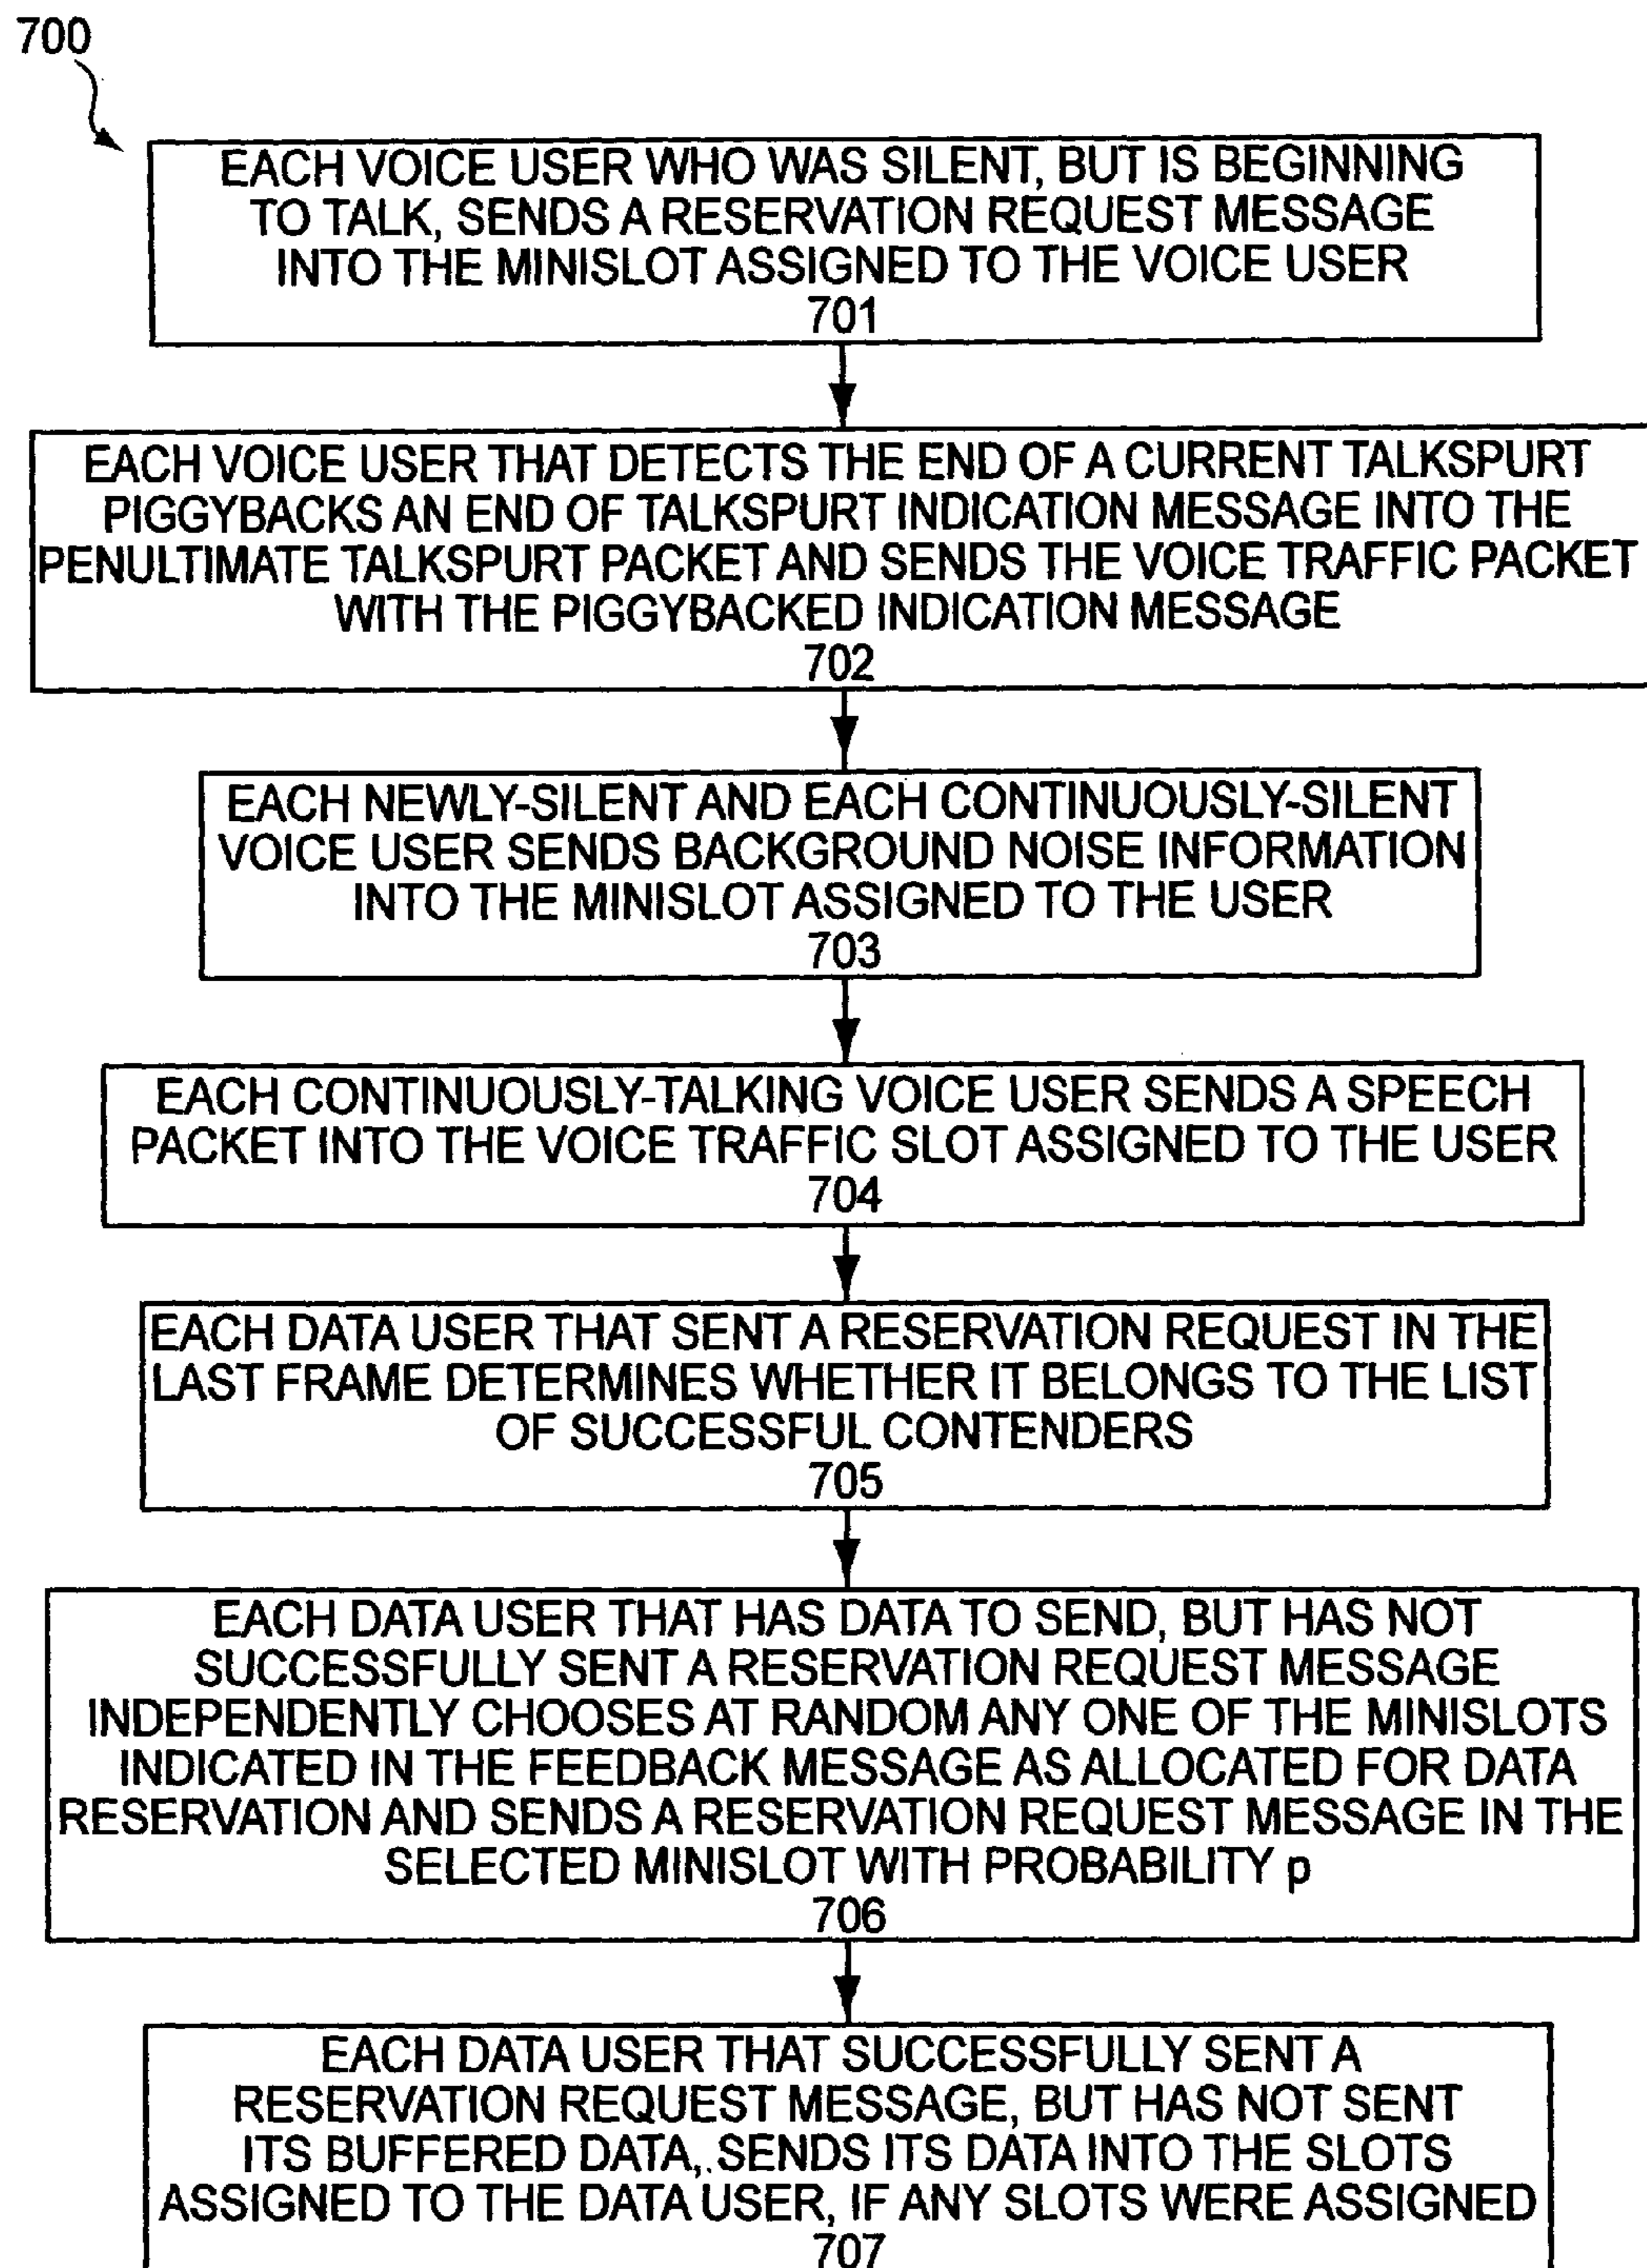 700
EACH VOICE USER WHO WAS SILENT, BUT IS BEGINNING
TO TALK, SENDS A RESERVATION REQUEST MESSAGE
INTO THE MINISLOT ASSIGNED TO THE VOICE USER
701
EACH VOICE USER THAT DETECTS THE END OF A CURRENT TALKSPURT
PIGGYBACKS AN END OF TALKSPURT INDICATION MESSAGE INTO THE
PENULTIMATE TALKSPURT PACKET AND SENDS THE VOICE TRAFFIC PACKET
WITH THE PIGGYBACKED INDICATION MESSAGE
702
EACH NEWLY-SILENT AND EACH CONTINUOUSLY-SILENT
VOICE USER SENDS BACKGROUND NOISE INFORMATION
INTO THE MINISLOT ASSIGNED TO THE USER
703
EACH CONTINUOUSLY-TALKING VOICE USER SENDS A SPEECH
PACKET INTO THE VOICE TRAFFIC SLOT ASSIGNED TO THE USER
704
EACH DATA USER THAT SENT A RESERVATION REQUEST IN THE
LAST FRAME DETERMINES WHETHER IT BELONGS TO THE LIST
OF SUCCESSFUL CONTENDERS
705
EACH DATA USER THAT HAS DATA TO SEND, BUT HAS NOT
SUCCESSFULLY SENT A RESERVATION REQUEST MESSAGE
INDEPENDENTLY CHOOSES AT RANDOM ANY ONE OF THE MINISLOTS
INDICATED IN THE FEEDBACK MESSAGE AS ALLOCATED FOR DATA
RESERVATION AND SENDS A RESERVATION REQUEST MESSAGE IN THE
SELECTED MINISLOT WITH PROBABILITY p
706
EACH DATA USER THAT SUCCESSFULLY SENT A
RESERVATION REQUEST MESSAGE, BUT HAS NOT SENT
ITS BUFFERED DATA, SENDS ITS DATA INTO THE SLOTS
ASSIGNED TO THE DATA USER, IF ANY SLOTS WERE ASSIGNED
707